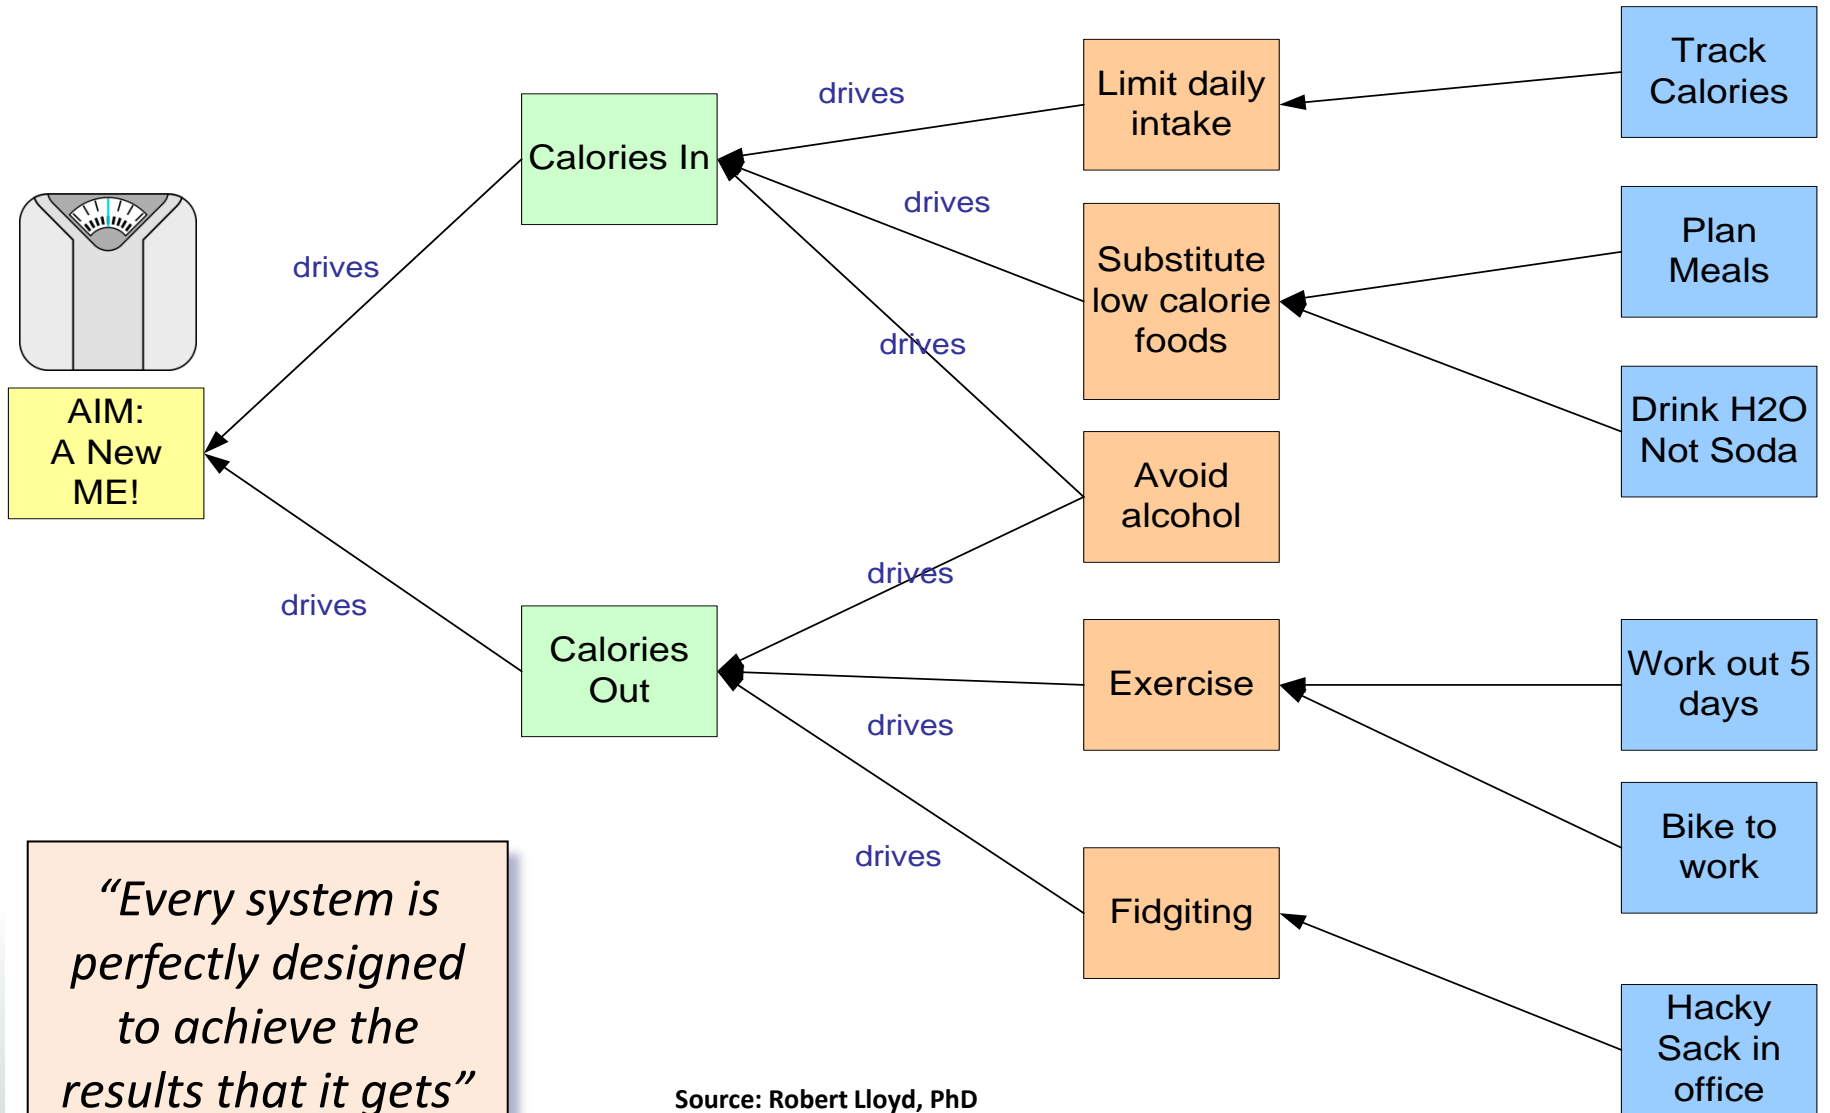 AIM:
A New
ME!
drives
drives
Calories In
Calories
Out
drives
drives
drives
drives
drives
drives
Limit daily
intake
Substitute
low calorie
foods
Avoid
alcohol
Exercise
Fidgiting
Track
Calories
Plan
Meals
Drink H2O
Not Soda
Work out 5
days
Bike to
work
Hacky
Sack in
office
“Every system is
perfectly designed
to achieve the
results that it gets”
Source: Robert Lloyd, PhD